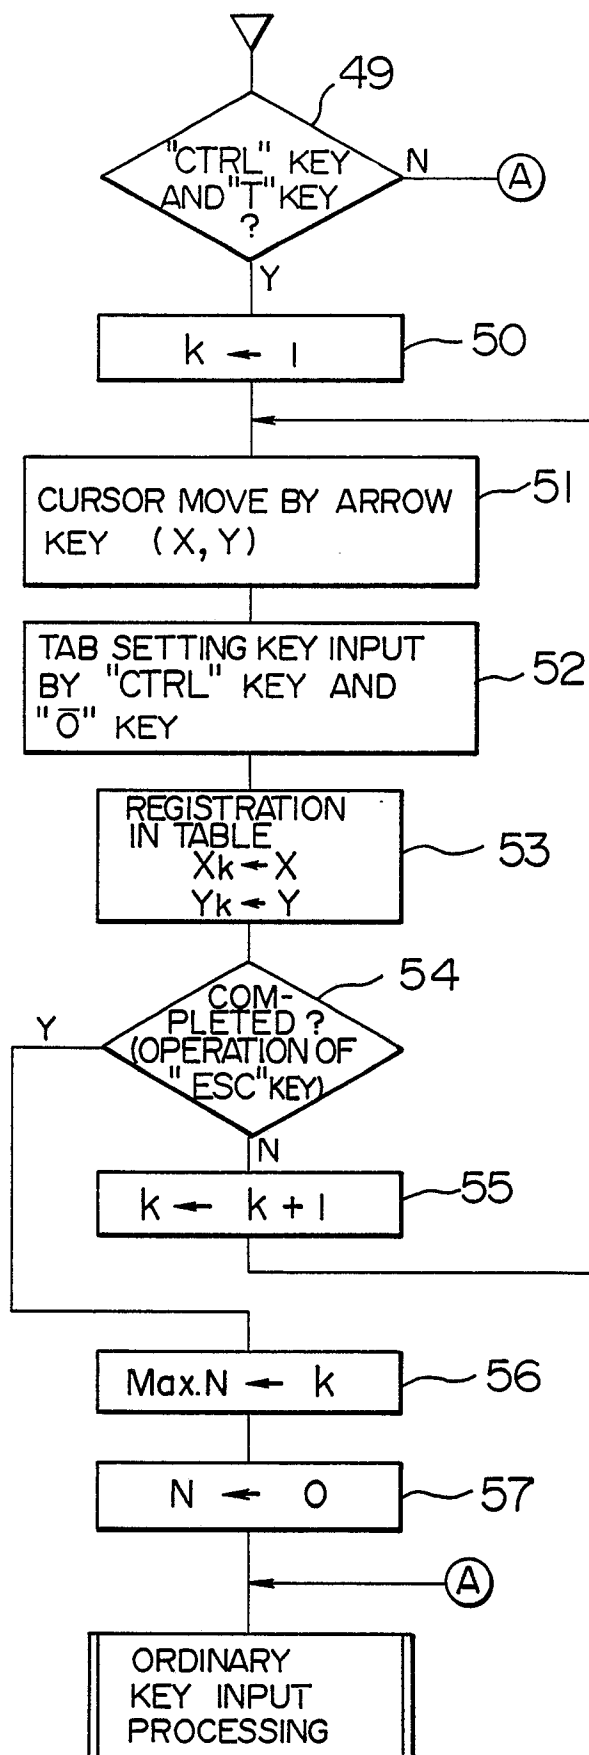 49
"CTRL" KEY
AND "T" KEY
?
N
A
Y
50
k ← 1
51
CURSOR MOVE BY ARROW
KEY (X, Y)
52
TAB SETTING KEY INPUT
BY "CTRL" KEY AND
"Ō" KEY
53
REGISTRATION
IN TABLE
Xk ← X
Yk ← Y
54
COM-
PLETED ?
(OPERATION OF
"ESC" KEY)
Y
N
55
k ← k + 1
56
Max.N ← k
57
N ← 0
A
ORDINARY
KEY INPUT
PROCESSING